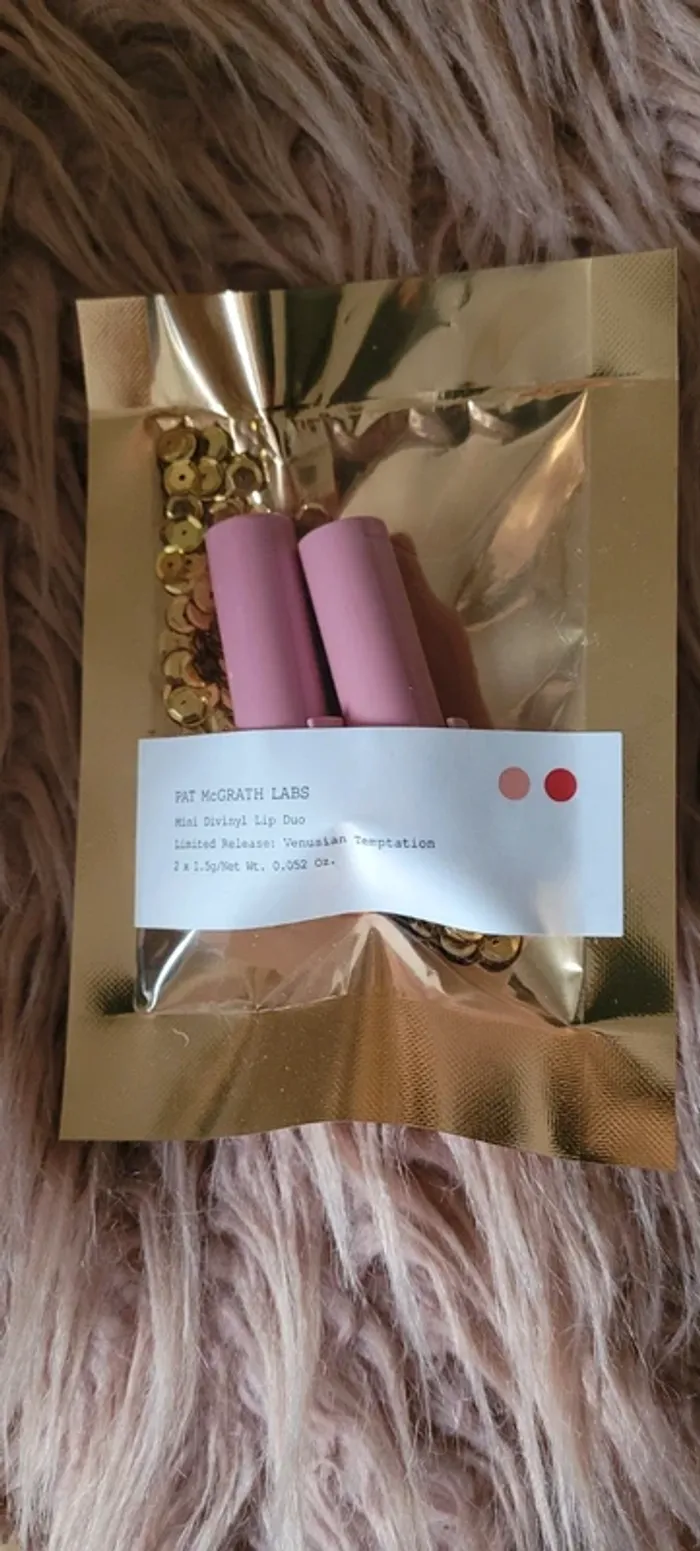 PAT McGRATH LABS
Mini Divinyl Lip Duo
Limited Release: Venusian Temptation
2 x 1.5g/Net Wt. 0.052 Oz.